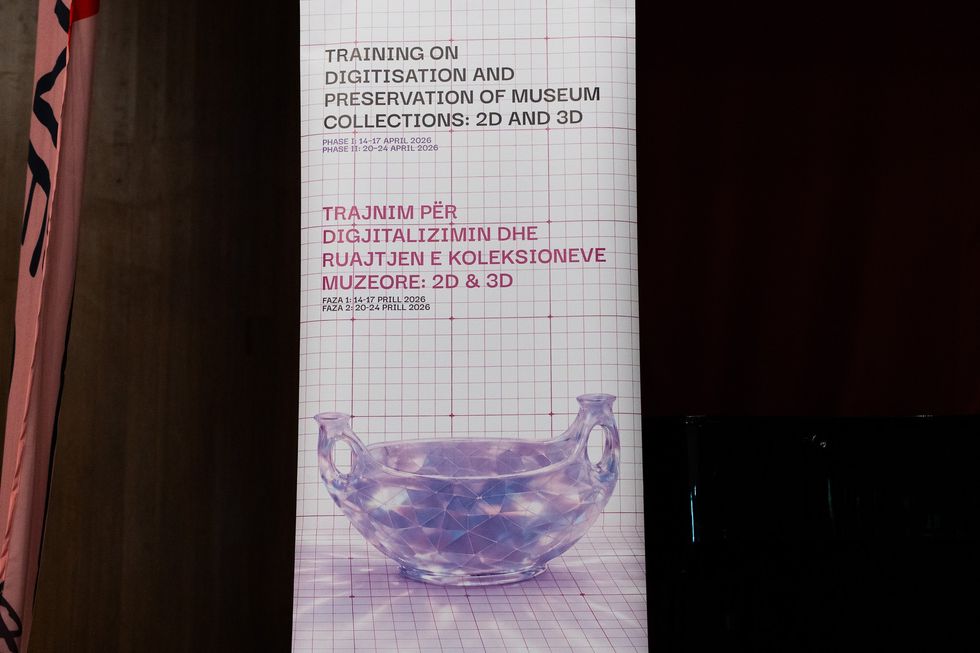 TRAINING ON
DIGITISATION AND
PRESERVATION OF MUSEUM
COLLECTIONS: 2D AND 3D
PHASE I: 14-17 APRIL 2026
PHASE II: 20-24 APRIL 2026
TRAJNIM PËR
DIGJITALIZIMIN DHE
RUAJTJEN E KOLEKSIONEVE
MUZEORE: 2D & 3D
FAZA 1: 14-17 PRILL 2026
FAZA 2: 20-24 PRILL 2026